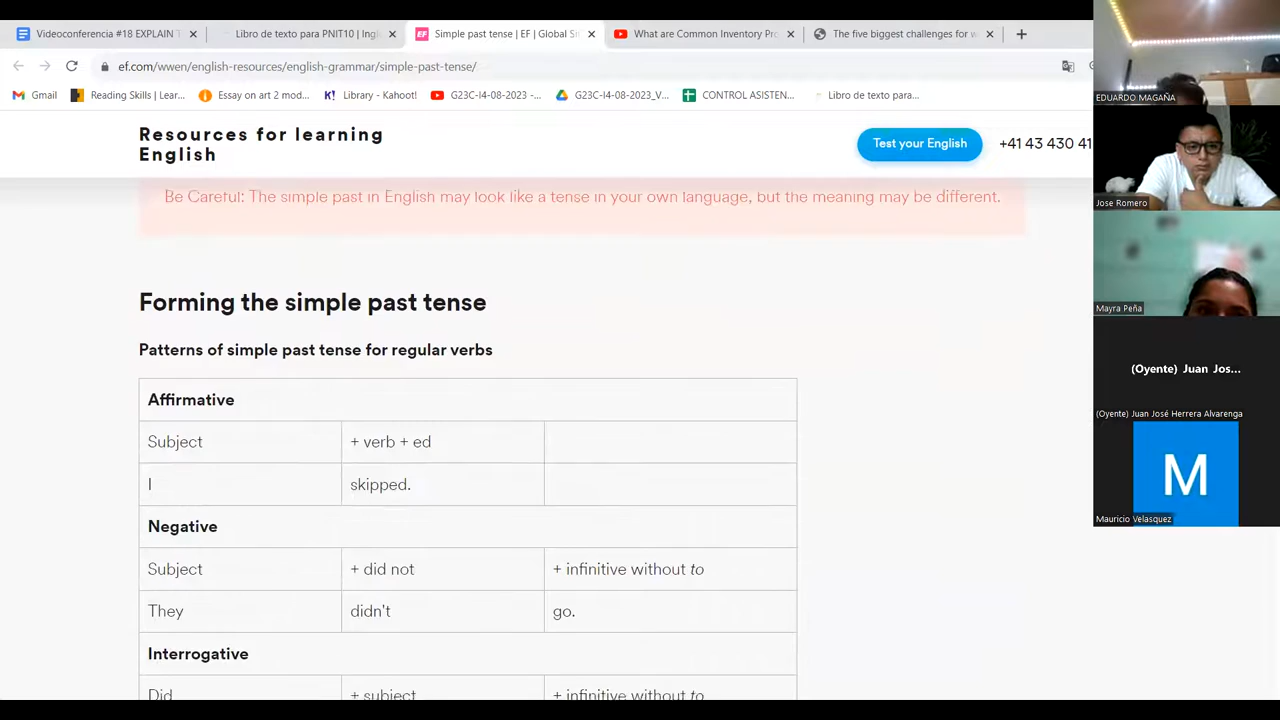 Videoconferencia #18 EXPLAIN T
Libro de texto para PNIT10 | Ingl
Simple past tense | EF | Global Si
What are Common Inventory Pro
The five biggest challenges for w
ef.com/wwen/english-resources/english-grammar/simple-past-tense/
Gmail
Reading Skills | Lear...
Essay on art 2 mod...
Library - Kahoot!
G23C-I4-08-2023 -...
G23C-I4-08-2023_V...
CONTROL ASISTEN...
Libro de texto para...
Resources for learning
English
Test your English
+41 43 430 41
Be Careful: The simple past in English may look like a tense in your own language, but the meaning may be different.
Forming the simple past tense
Patterns of simple past tense for regular verbs
Affirmative
Subject + verb + ed
I skipped.
Negative
Subject + did not + infinitive without to
They didn't go.
Interrogative
Did + subject + infinitive without to
EDUARDO MAGAÑA
Jose Romero
Mayra Peña
(Oyente) Juan Jos...
(Oyente) Juan José Herrera Alvarenga
M
Mauricio Velasquez